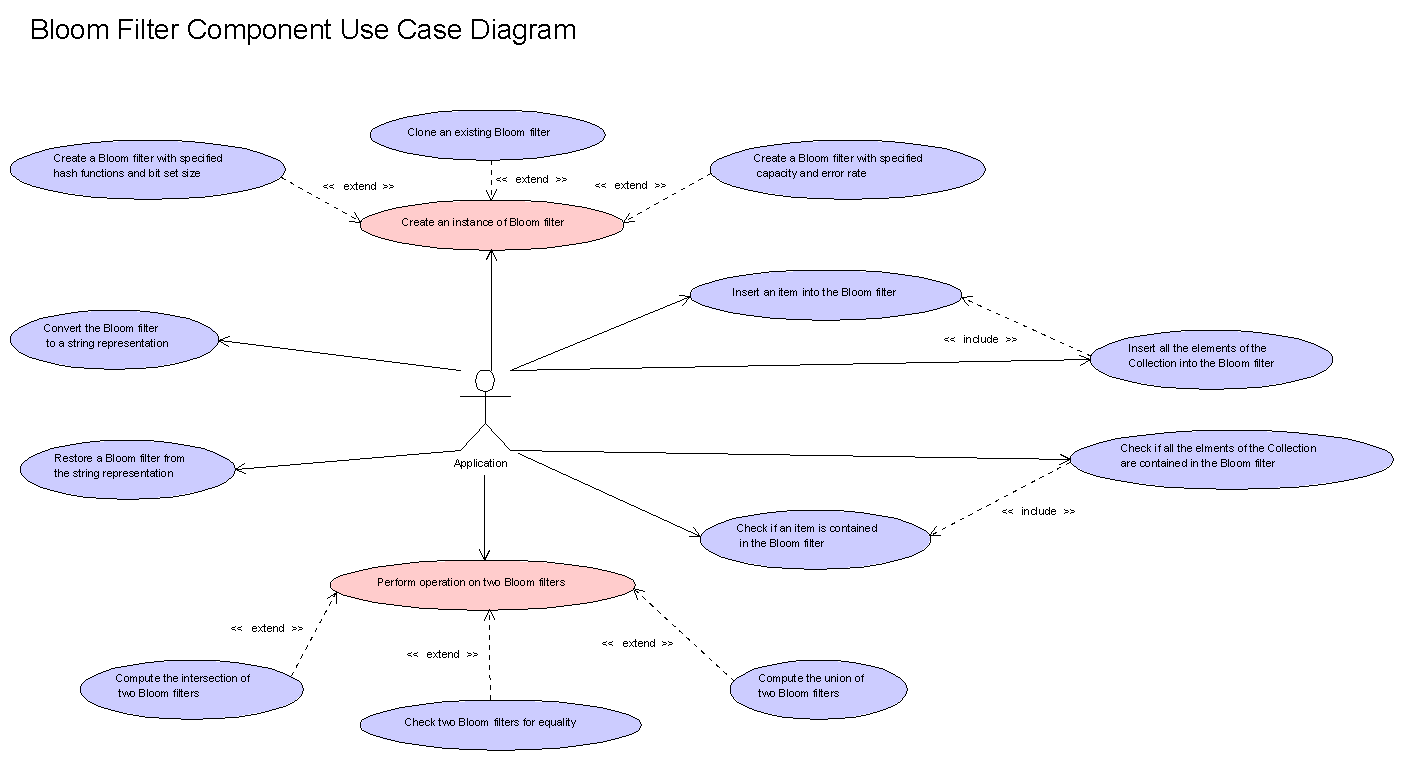 Bloom Filter Component Use Case Diagram
Clone an existing Bloom filter
Create a Bloom filter with specified
hash functions and bit set size
Create a Bloom filter with specified
capacity and error rate
<< extend >>
<< extend >>
<< extend >>
Create an instance of Bloom filter
Insert an item into the Bloom filter
Convert the Bloom filter
to a string representation
<< include >>
Insert all the elements of the
Collection into the Bloom filter
Restore a Bloom filter from
the string representation
Application
Check if all the elments of the Collection
are contained in the Bloom filter
<< include >>
Check if an item is contained
in the Bloom filter
Perform operation on two Bloom filters
<< extend >>
<< extend >>
<< extend >>
Compute the intersection of
two Bloom filters
Check two Bloom filters for equality
Compute the union of
two Bloom filters